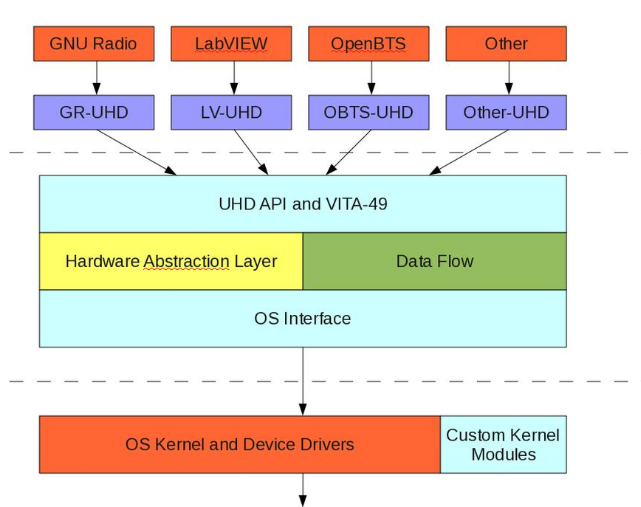 GNU Radio
LabVIEW
OpenBTS
Other
GR-UHD
LV-UHD
OBTS-UHD
Other-UHD
UHD API and VITA-49
Hardware Abstraction Layer
Data Flow
OS Interface
OS Kernel and Device Drivers
Custom Kernel
Modules